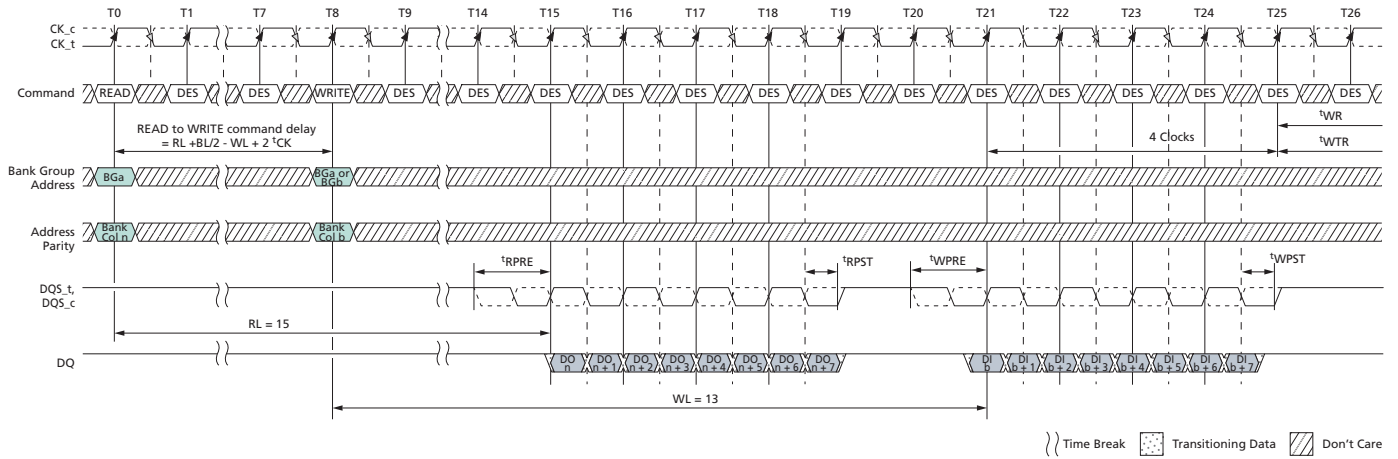 T0 T1 T7 T8 T9 T14 T15 T16 T17 T18 T19 T20 T21 T22 T23 T24 T25 T26
CK_c
CK_t
Command READ DES DES WRITE DES DES DES DES DES DES DES DES DES DES DES DES DES DES
tWR
READ to WRITE command delay
= RL +BL/2 - WL + 2 tCK
4 Clocks
tWTR
Bank Group
Address
BGa
BGa or
BGb
Address
Parity
Bank
Col n
Bank
Col b
tRPRE tRPST tWPRE tWPST
DQS_t,
DQS_c
RL = 15
DQ
DO
n
DO
n + 1
DO
n + 2
DO
n + 3
DO
n + 4
DO
n + 5
DO
n + 6
DO
n + 7
DI
b
DI
b + 1
DI
b + 2
DI
b + 3
DI
b + 4
DI
b + 5
DI
b + 6
DI
b + 7
WL = 13
Time Break Transitioning Data Don't Care